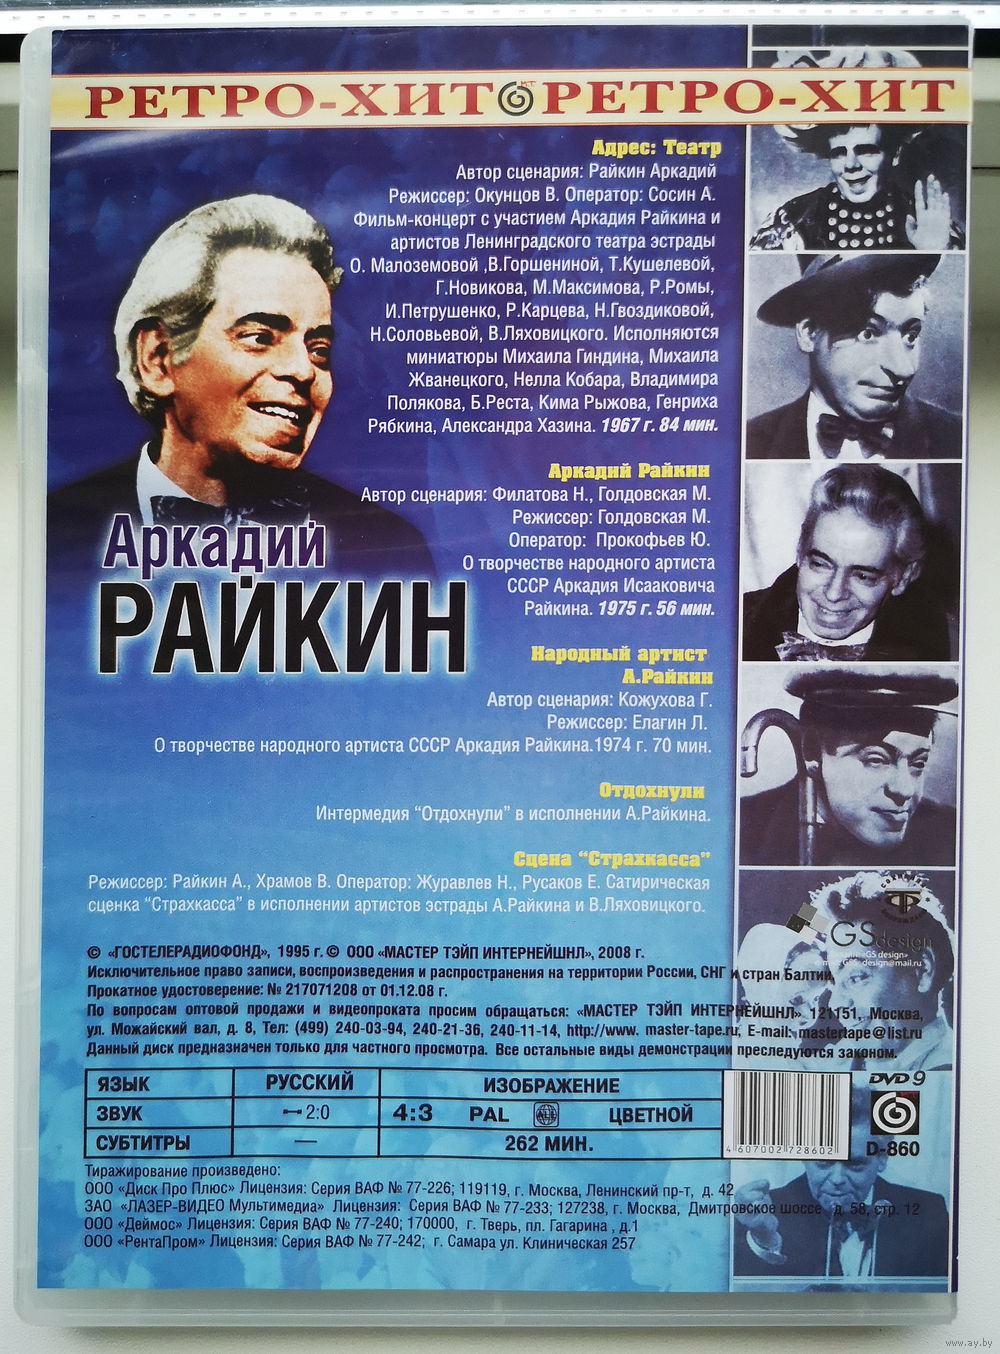 РЕТРО-ХИТ РЕТРО-ХИТ
Адрес: Театр
Автор сценария: Райкин Аркадий
Режиссер: Окунцов В. Оператор: Сосин А.
Фильм-концерт с участием Аркадия Райкина и
артистов Ленинградского театра эстрады
О. Малоземовой ,В.Горшениной, Т.Кушелевой,
Г.Новикова, М.Максимова, Р.Ромы,
И.Петрушенко, Р.Карцева, Н.Гвоздиковой,
Н.Соловьевой, В.Ляховицкого. Исполняются
миниатюры Михаила Гиндина, Михаила
Жванецкого, Нелла Кобара, Владимира
Полякова, Б.Реста, Кима Рыжова, Генриха
Рябкина, Александра Хазина. 1967 г. 84 мин.
Аркадий Райкин
Автор сценария: Филатова Н., Голдовская М.
Режиссер: Голдовская М.
Оператор: Прокофьев Ю.
О творчестве народного артиста
СССР Аркадия Исааковича
Райкина. 1975 г. 56 мин.
Аркадий
РАЙКИН
Народный артист
А.Райкин
Автор сценария: Кожухова Г.
Режиссер: Елагин Л.
О творчестве народного артиста СССР Аркадия Райкина.1974 г. 70 мин.
Отдохнули
Интермедия "Отдохнули" в исполнении А.Райкина.
Сцена "Страхкасса"
Режиссер: Райкин А., Храмов В. Оператор: Журавлев Н., Русаков Е. Сатирическая
сценка "Страхкасса" в исполнении артистов эстрады А.Райкина и В.Ляховицкого.
GSdesign
© «ГОСТЕЛЕРАДИОФОНД», 1995 г. © ООО «МАСТЕР ТЭЙП ИНТЕРНЕЙШНЛ», 2008 г.
Исключительное право записи, воспроизведения и распространения на территории России, СНГ и стран Балтии,
Прокатное удостоверение: № 217071208 от 01.12.08 г.
По вопросам оптовой продажи и видеопроката просим обращаться: «МАСТЕР ТЭЙП ИНТЕРНЕЙШНЛ» 121151, Москва,
ул. Можайский вал, д. 8, Тел: (499) 240-03-94, 240-21-36, 240-11-14, http://www. master-tape.ru, E-mail: mastertape@list.ru
Данный диск предназначен только для частного просмотра. Все остальные виды демонстрации преследуются законом.
ЯЗЫК РУССКИЙ ИЗОБРАЖЕНИЕ
ЗВУК 2:0 4:3 PAL ALL ЦВЕТНОЙ
СУБТИТРЫ — 262 МИН.
4 607002 728602
DVD 9
D-860
Тиражирование произведено:
ООО «Диск Про Плюс» Лицензия: Серия ВАФ № 77-226; 119119, г. Москва, Ленинский пр-т, д. 42
ЗАО «ЛАЗЕР-ВИДЕО Мультимедиа» Лицензия: Серия ВАФ № 77-233; 127238, г. Москва, Дмитровское шоссе д. 58, стр. 12
ООО «Деймос» Лицензия: Серия ВАФ № 77-240; 170000, г. Тверь, пл. Гагарина , д.1
ООО «РентаПром» Лицензия: Серия ВАФ № 77-242; г. Самара ул. Клиническая 257
www.ay.by